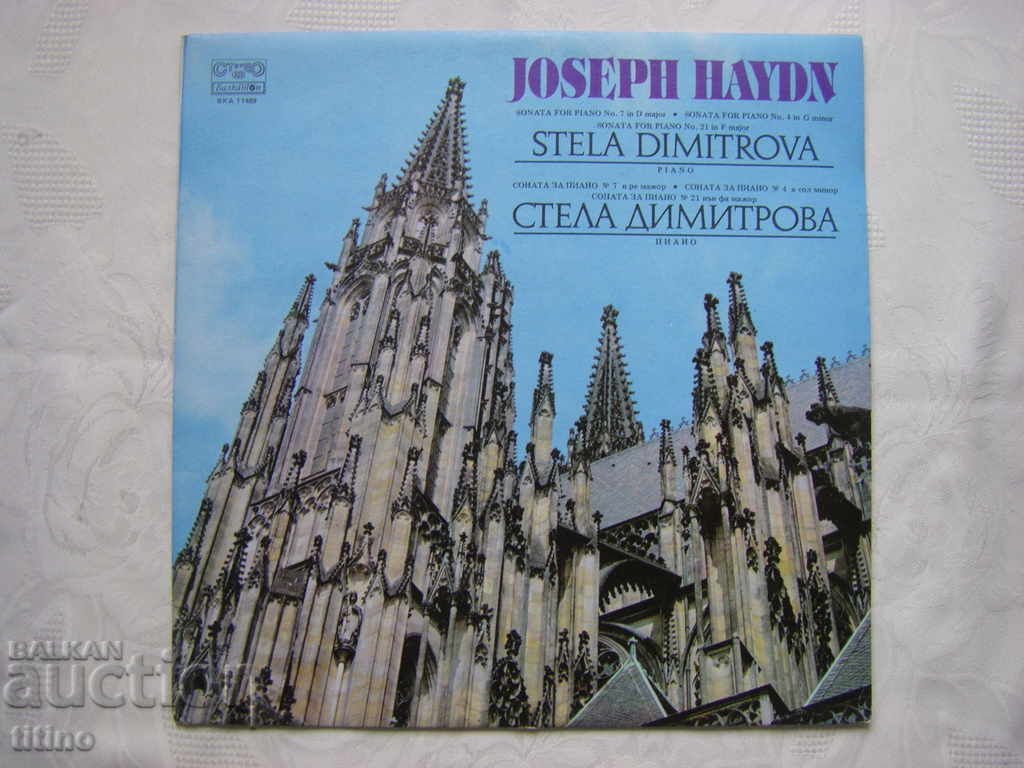 СТЕРЕО
Балкантон
ВКА 11489
JOSEPH HAYDN
SONATA FOR PIANO No. 7 in D major • SONATA FOR PIANO No. 4 in G minor
SONATA FOR PIANO No. 21 in F major
STELA DIMITROVA
PIANO
СОНАТА ЗА ПИАНО № 7 в ре мажор • СОНАТА ЗА ПИАНО № 4 в сол минор
СОНАТА ЗА ПИАНО № 21 във фа мажор
СТЕЛА ДИМИТРОВА
ПИАНО
BALKAN
auction
titino